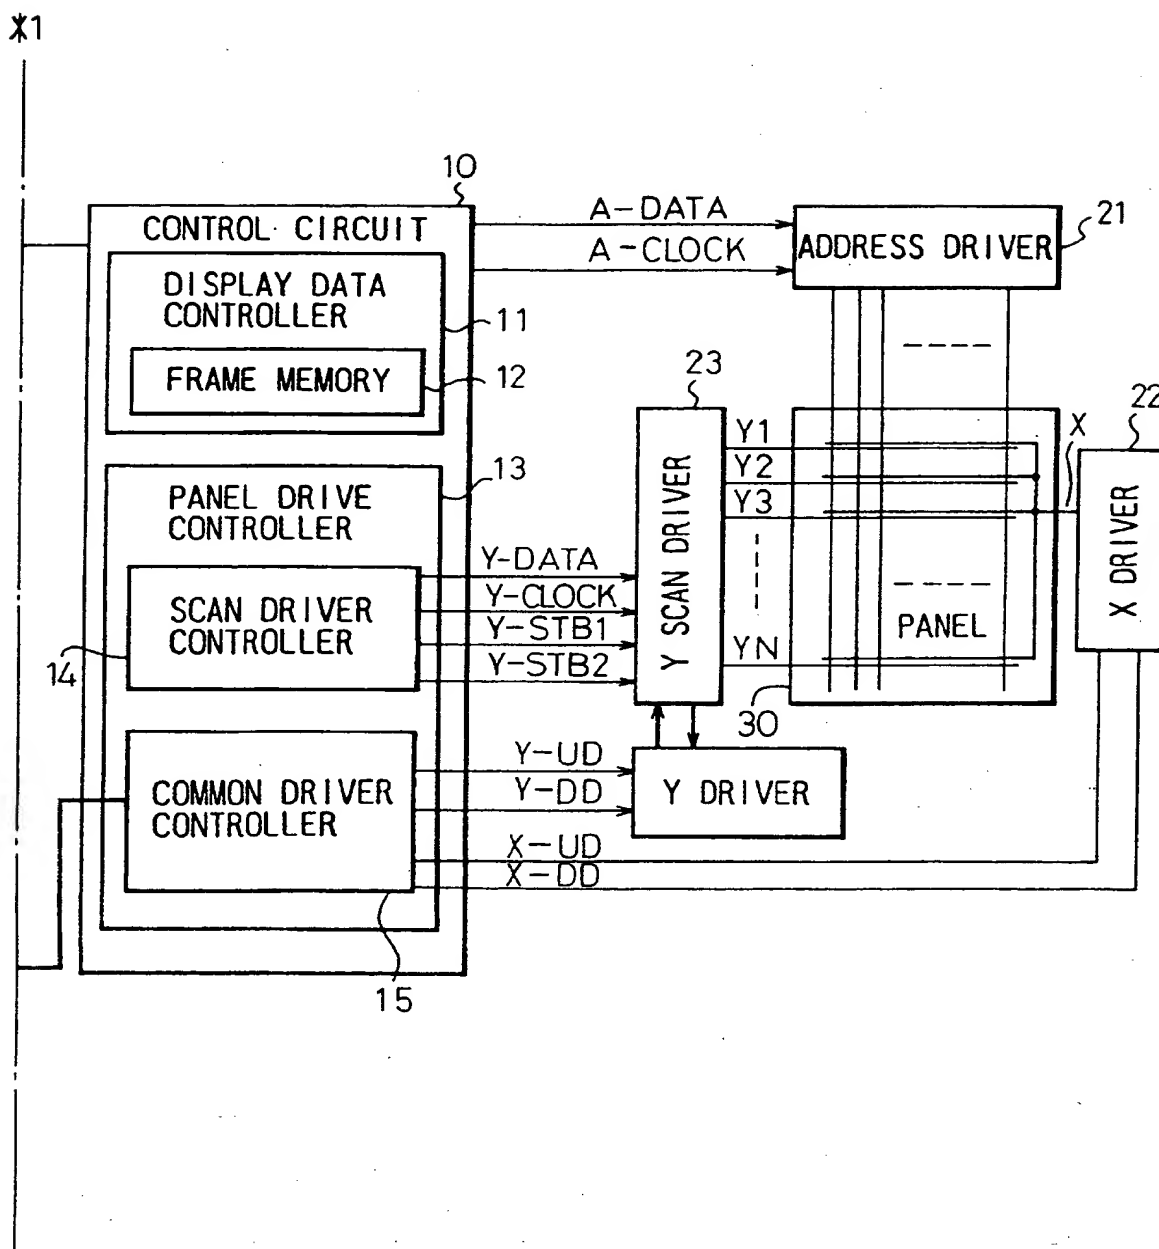 X1
10
CONTROL CIRCUIT
DISPLAY DATA
CONTROLLER
11
FRAME MEMORY
12
A-DATA
A-CLOCK
ADDRESS DRIVER
21
23
22
X
13
PANEL DRIVE
CONTROLLER
SCAN DRIVER
CONTROLLER
14
Y-DATA
Y-CLOCK
Y-STB1
Y-STB2
Y SCAN DRIVER
Y1
Y2
Y3
YN
PANEL
30
X DRIVER
COMMON DRIVER
CONTROLLER
15
Y-UD
Y-DD
Y DRIVER
X-UD
X-DD